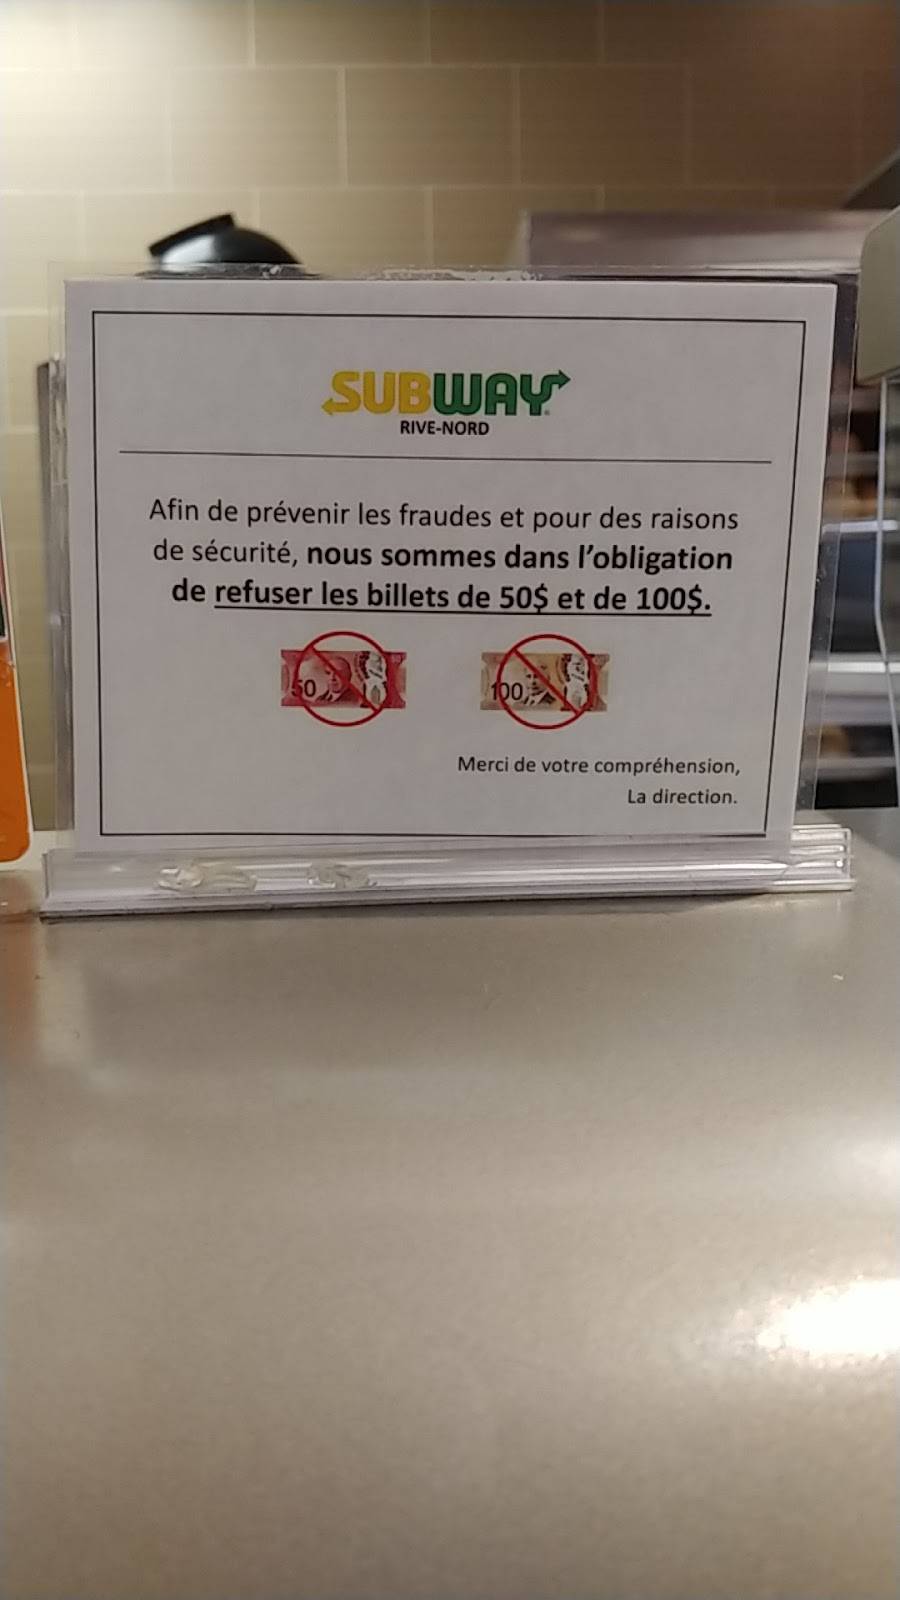 SUBWAY
RIVE-NORD
Afin de prévenir les fraudes et pour des raisons
de sécurité, nous sommes dans l'obligation
de refuser les billets de 50$ et de 100$.
50 100
Merci de votre compréhension,
La direction.